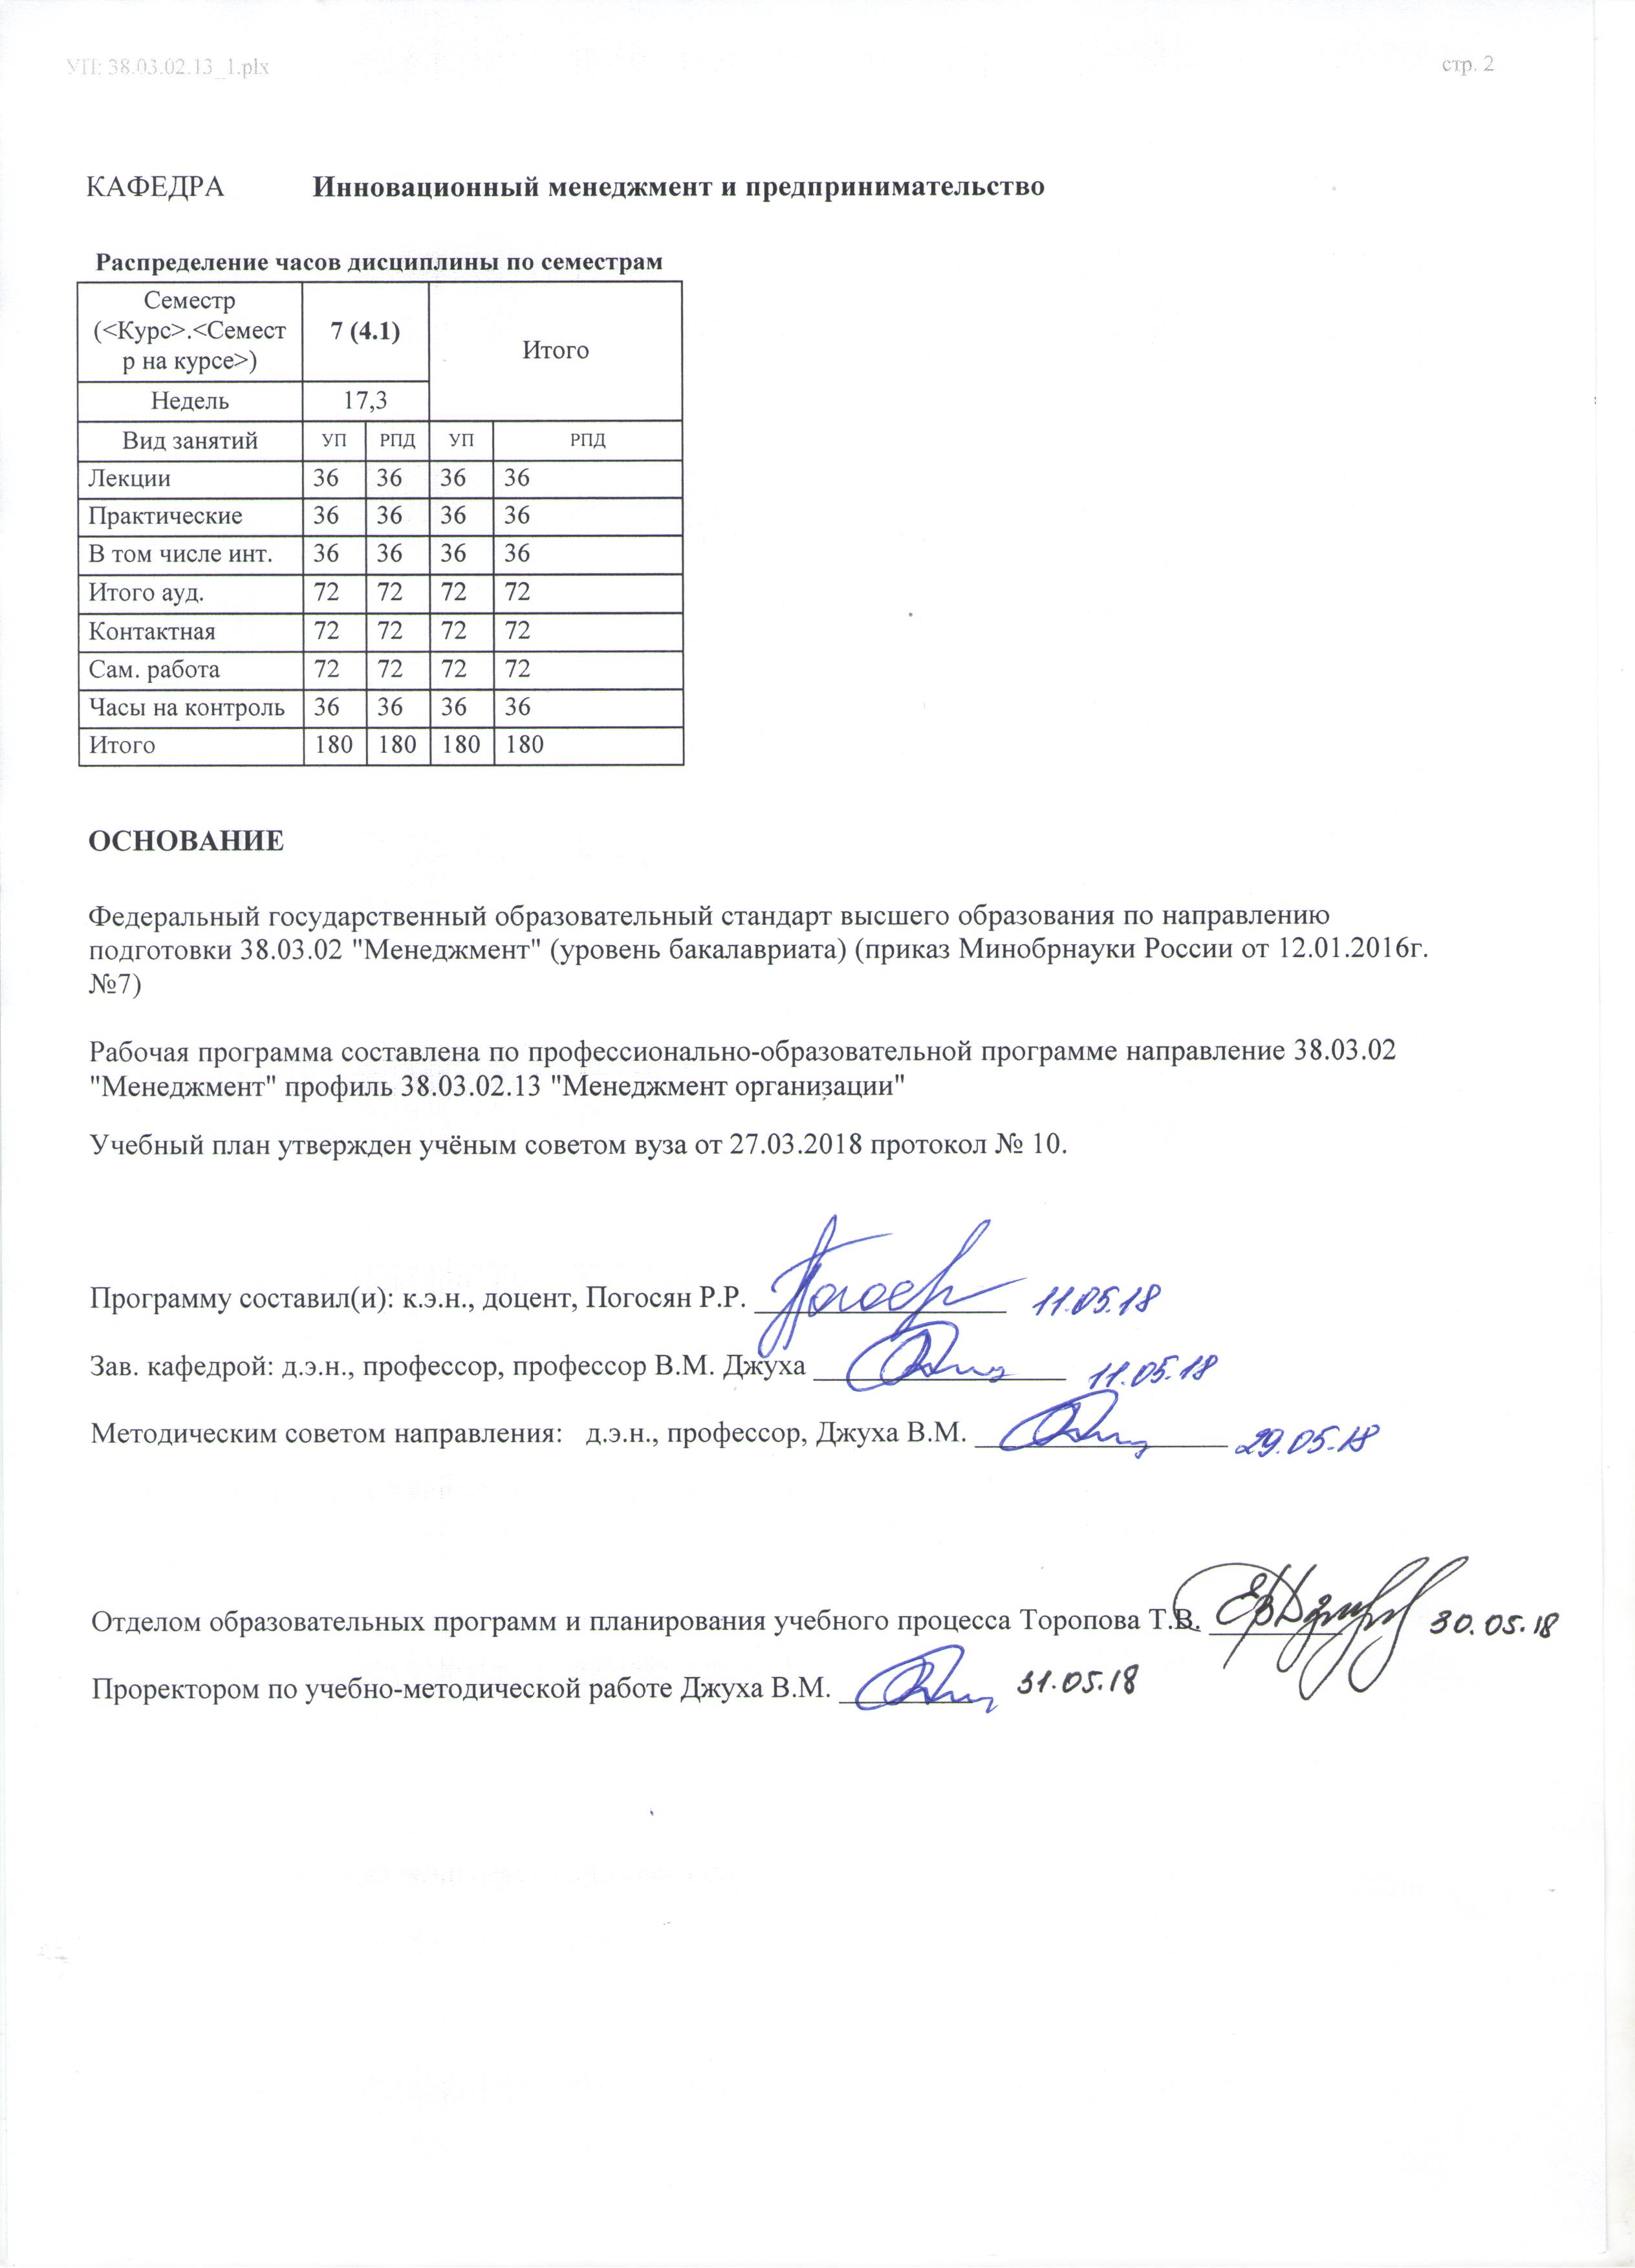 УП: 38.03.02.13_1.plx
стр. 2
КАФЕДРА Инновационный менеджмент и предпринимательство
Распределение часов дисциплины по семестрам
Семестр
(<Курс>.<Семест
р на курсе>)
7 (4.1)
Итого
Недель 17,3
Вид занятий УП РПД УП РПД
Лекции 36 36 36 36
Практические 36 36 36 36
В том числе инт. 36 36 36 36
Итого ауд. 72 72 72 72
Контактная 72 72 72 72
Сам. работа 72 72 72 72
Часы на контроль 36 36 36 36
Итого 180 180 180 180
ОСНОВАНИЕ
Федеральный государственный образовательный стандарт высшего образования по направлению
подготовки 38.03.02 "Менеджмент" (уровень бакалавриата) (приказ Минобрнауки России от 12.01.2016г.
№7)
Рабочая программа составлена по профессионально-образовательной программе направление 38.03.02
"Менеджмент" профиль 38.03.02.13 "Менеджмент организации"
Учебный план утвержден учёным советом вуза от 27.03.2018 протокол № 10.
Программу составил(и): к.э.н., доцент, Погосян Р.Р. 11.05.18
Зав. кафедрой: д.э.н., профессор, профессор В.М. Джуха 11.05.18
Методическим советом направления: д.э.н., профессор, Джуха В.М. 29.05.18
Отделом образовательных программ и планирования учебного процесса Торопова Т.В. 30.05.18
Проректором по учебно-методической работе Джуха В.М. 31.05.18